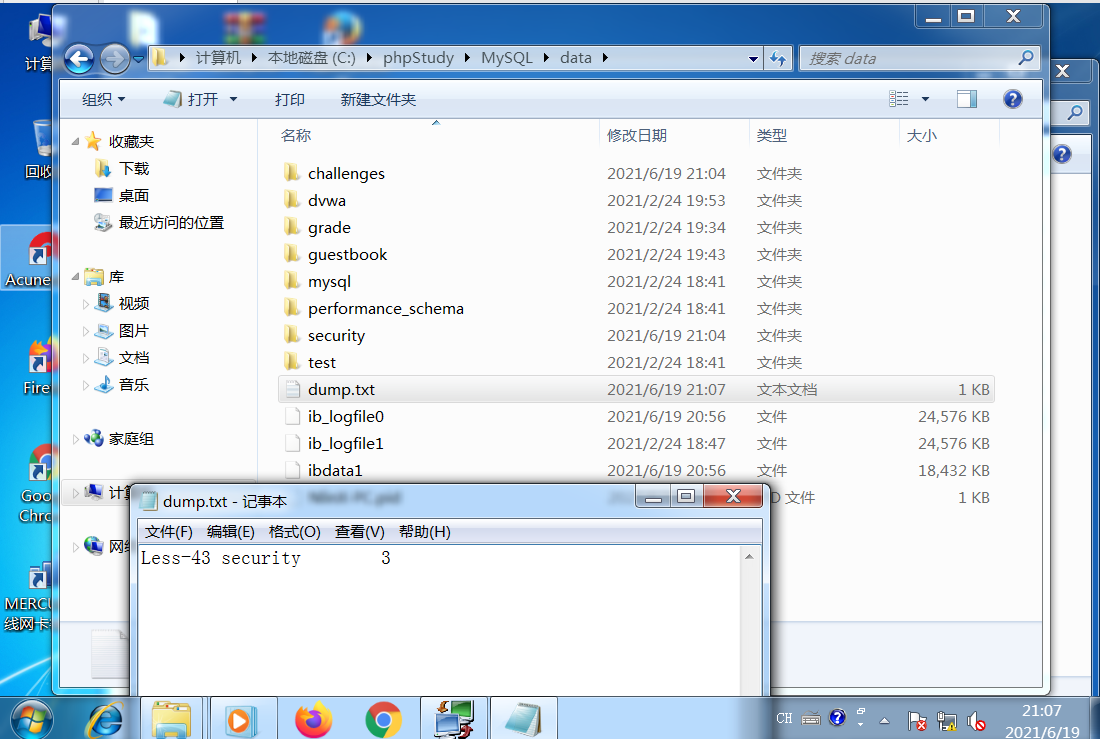 计算机 本地磁盘 (C:) phpStudy MySQL data
搜索 data
组织 打开 打印 新建文件夹
名称 修改日期 类型 大小
收藏夹
下载
桌面
最近访问的位置
库
视频
图片
文档
音乐
家庭组
challenges 2021/6/19 21:04 文件夹
dvwa 2021/2/24 19:53 文件夹
grade 2021/2/24 19:34 文件夹
guestbook 2021/2/24 19:43 文件夹
mysql 2021/2/24 18:41 文件夹
performance_schema 2021/2/24 18:41 文件夹
security 2021/6/19 21:04 文件夹
test 2021/2/24 18:41 文件夹
dump.txt 2021/6/19 21:07 文本文档 1 KB
ib_logfile0 2021/6/19 20:56 文件 24,576 KB
ib_logfile1 2021/2/24 18:47 文件 24,576 KB
ibdata1 2021/6/19 20:56 文件 18,432 KB
文件 1 KB
dump.txt - 记事本
文件(F) 编辑(E) 格式(O) 查看(V) 帮助(H)
Less-43 security 3
Acune
Fire
Goo
Chro
MERCU
线网卡
CH
21:07
2021/6/19